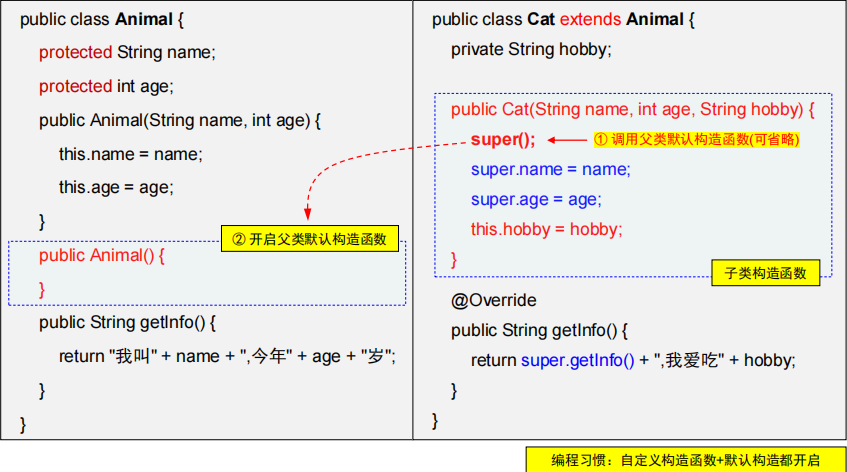 public class Animal {
protected String name;
protected int age;
public Animal(String name, int age) {
this.name = name;
this.age = age;
}
② 开启父类默认构造函数
public Animal() {
}
public String getInfo() {
return "我叫" + name + ",今年" + age + "岁";
}
}
public class Cat extends Animal {
private String hobby;
public Cat(String name, int age, String hobby) {
super(); ① 调用父类默认构造函数(可省略)
super.name = name;
super.age = age;
this.hobby = hobby;
}
子类构造函数
@Override
public String getInfo() {
return super.getInfo() + ",我爱吃" + hobby;
}
}
编程习惯：自定义构造函数+默认构造都开启